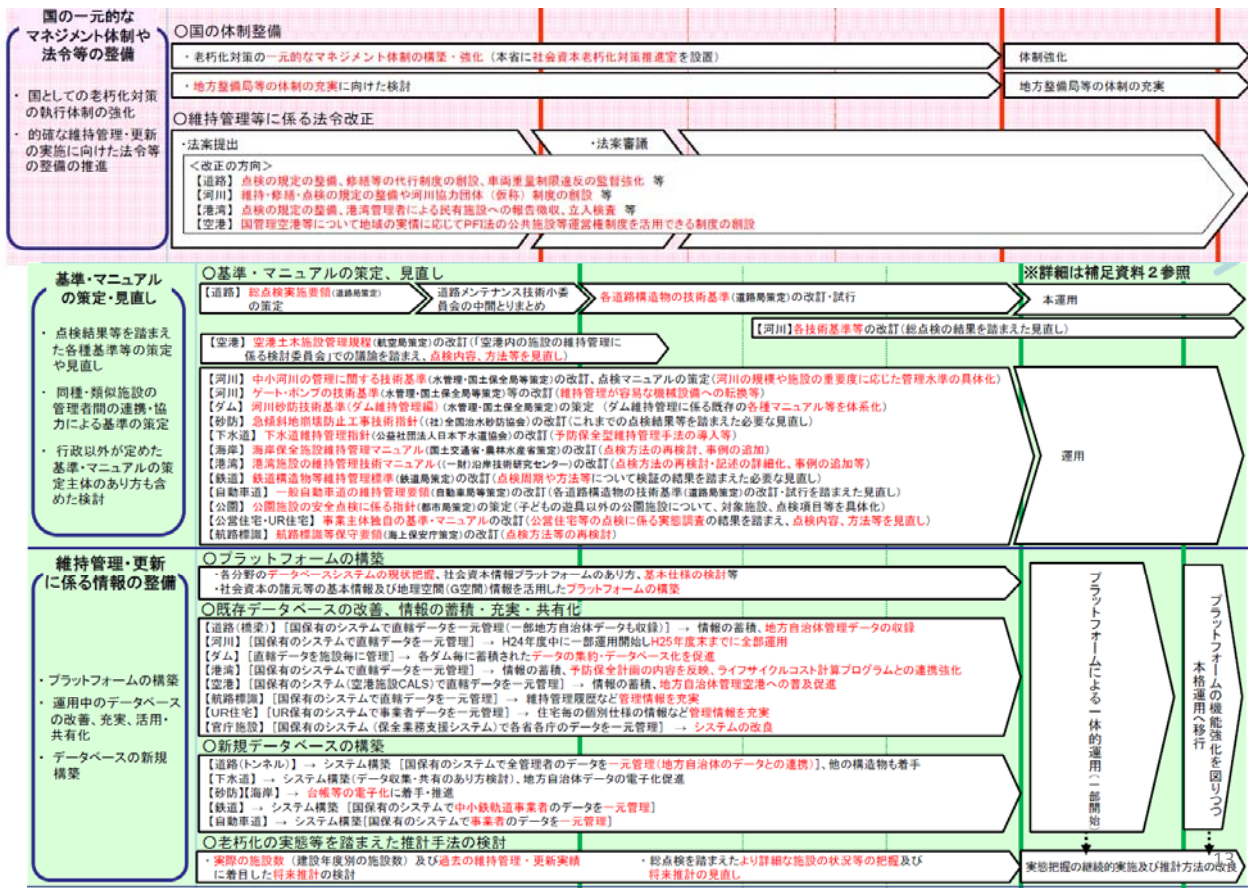 国の一元的な
マネジメント体制や
法令等の整備
・ 国としての老朽化対策
の執行体制の強化
・ 的確な維持管理・更新
の実施に向けた法令等
の整備の推進
○国の体制整備
・老朽化対策の一元的なマネジメント体制の構築・強化（本省に社会資本老朽化対策推進室を設置）
体制強化
・地方整備局等の体制の充実に向けた検討
地方整備局等の体制の充実
○維持管理等に係る法令改正
・法案提出
・法案審議
＜改正の方向＞
【道路】点検の規定の整備、修繕等の代行制度の創設、車両重量制限違反の監督強化 等
【河川】維持・修繕・点検の規定の整備や河川協力団体（仮称）制度の創設 等
【港湾】点検の規定の整備、港湾管理者による民有施設への報告徴収、立入検査 等
【空港】国管理空港等について地域の実情に応じてPFI法の公共施設等運営権制度を活用できる制度の創設
基準・マニュアル
の策定・見直し
・ 点検結果等を踏まえ
た各種基準等の策定
や見直し
・ 同種・類似施設の
管理者間の連携・協
力による基準の策定
・ 行政以外が定めた
基準・マニュアルの策
定主体のあり方も含
めた検討
○基準・マニュアルの策定、見直し
※詳細は補足資料２参照
【道路】総点検実施要領(道路局策定)
の策定
道路メンテナンス技術小委
員会の中間とりまとめ
各道路構造物の技術基準(道路局策定)の改訂・試行
本運用
【河川】各技術基準等の改訂(総点検の結果を踏まえた見直し)
【空港】空港土木施設管理規程(航空局策定)の改訂(「空港内の施設の維持管理に
係る検討委員会」での議論を踏まえ、点検内容、方法等を見直し)
【河川】中小河川の管理に関する技術基準(水管理・国土保全局等策定)の改訂、点検マニュアルの策定(河川の規模や施設の重要度に応じた管理水準の具体化)
【河川】ゲート・ポンプの技術基準(水管理・国土保全局等策定)等の改訂(維持管理が容易な機械設備への転換等)
【ダム】河川砂防技術基準(ダム維持管理編)(水管理・国土保全局策定)の策定 (ダム維持管理に係る既存の各種マニュアル等を体系化)
【砂防】急傾斜地崩壊防止工事技術指針((社)全国治水砂防協会)の改訂(これまでの点検結果等を踏まえた必要な見直し)
【下水道】下水道維持管理指針(公益社団法人日本下水道協会)の改訂(予防保全型維持管理手法の導入等)
【海岸】海岸保全施設維持管理マニュアル(国土交通省・農林水産省策定)の改訂(点検方法の再検討、事例の追加)
【港湾】港湾施設の維持管理技術マニュアル((一財)沿岸技術研究センター)の改訂(点検方法の再検討・記述の詳細化、事例の追加等)
【鉄道】鉄道構造物等維持管理標準(鉄道局策定)の改訂(点検周期や方法等について検証の結果を踏まえた必要な見直し)
【自動車道】一般自動車道の維持管理要領(自動車局等策定)の改訂(各道路構造物の技術基準(道路局策定)の改訂・試行を踏まえた見直し)
【公園】公園施設の安全点検に係る指針(都市局策定)の策定(子どもの遊具以外の公園施設について、対象施設、点検項目等を具体化)
【公営住宅・UR住宅】事業主体独自の基準・マニュアルの改訂(公営住宅等の点検に係る実態調査の結果を踏まえ、点検内容、方法等を見直し)
【航路標識】航路標識等保守要領(海上保安庁策定)の改訂(点検方法等の再検討)
運用
維持管理・更新
に係る情報の整備
・プラットフォームの構築
・ 運用中のデータベース
の改善、充実、活用・
共有化
・ データベースの新規
構築
○プラットフォームの構築
・各分野のデータベースシステムの現状把握、社会資本情報プラットフォームのあり方、基本仕様の検討等
・社会資本の諸元等の基本情報及び地理空間(G空間)情報を活用したプラットフォームの構築
○既存データベースの改善、情報の蓄積・充実・共有化
【道路(橋梁)】[国保有のシステムで直轄データを一元管理(一部地方自治体データも収録)] → 情報の蓄積、地方自治体管理データの収録
【河川】[国保有のシステムで直轄データを一元管理] → H24年度中に一部運用開始しH25年度末までに全部運用
【ダム】[直轄データを施設毎に管理] → 各ダム毎に蓄積されたデータの集約・データベース化を促進
【港湾】[国保有のシステムで直轄データを一元管理] → 情報の蓄積、予防保全計画の内容を反映、ライフサイクルコスト計算プログラムとの連携強化
【空港】[国保有のシステム(空港施設CALS)で直轄データを一元管理] → 情報の蓄積、地方自治体管理空港への普及促進
【航路標識】[国保有のシステムで直轄データを一元管理] → 維持管理履歴など管理情報を充実
【UR住宅】[UR保有のシステムで事業者データを一元管理] → 住宅毎の個別仕様の情報など管理情報を充実
【官庁施設】[国保有のシステム(保全業務支援システム)で各省各庁のデータを一元管理] → システムの改良
○新規データベースの構築
【道路(トンネル)】 → システム構築 [国保有のシステムで全管理者のデータを一元管理(地方自治体のデータとの連携)]、他の構造物も着手
【下水道】 → システム構築(データ収集・共有のあり方検討)、地方自治体データの電子化促進
【砂防】【海岸】 → 台帳等の電子化に着手・推進
【鉄道】 → システム構築 [国保有のシステムで中小鉄軌道事業者のデータを一元管理]
【自動車道】 → システム構築[国保有のシステムで事業者のデータを一元管理]
プラットフォームによる一体的運用(一部開始)
プラットフォームの機能強化を図りつつ
本格運用へ移行
○老朽化の実態等を踏まえた推計手法の検討
・実際の施設数（建設年度別の施設数）及び過去の維持管理・更新実績
に着目した将来推計の検討
・総点検を踏まえたより詳細な施設の状況等の把握及び
将来推計の見直し
実態把握の継続的実施及び推計方法の改良
13